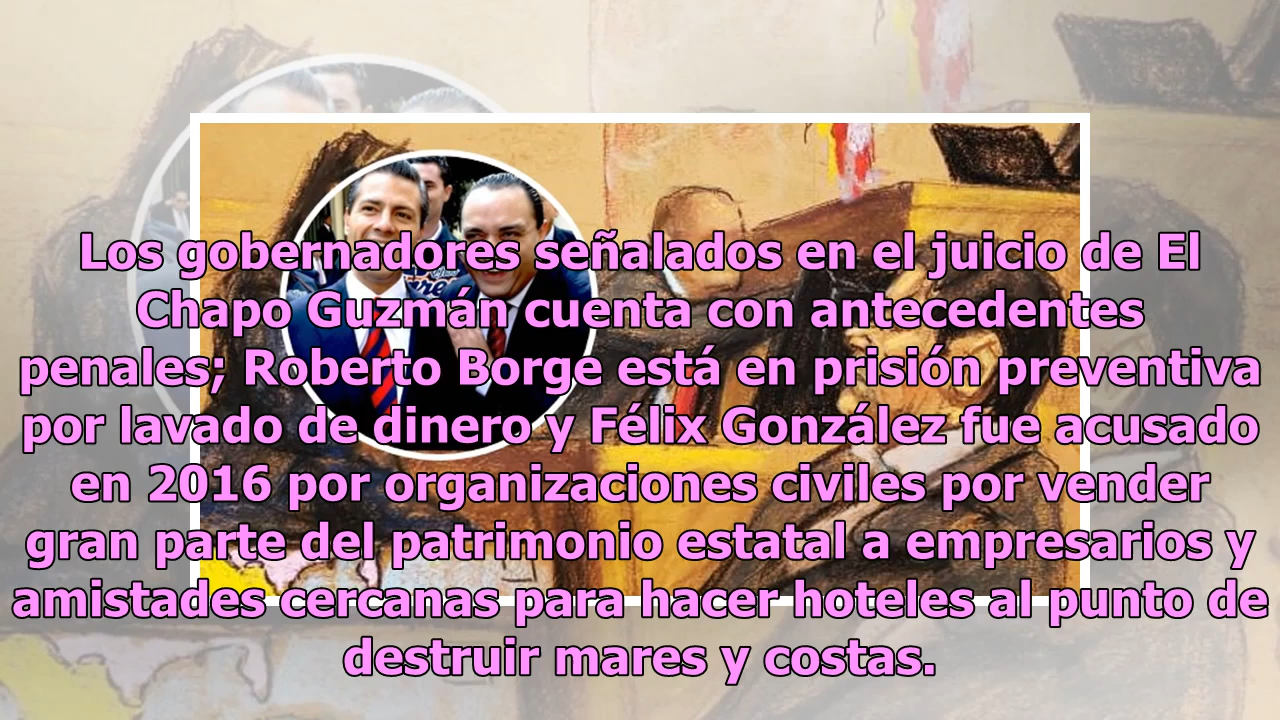 Los gobernadores señalados en el juicio de El
Chapo Guzmán cuenta con antecedentes
penales; Roberto Borge está en prisión preventiva
por lavado de dinero y Félix González fue acusado
en 2016 por organizaciones civiles por vender
gran parte del patrimonio estatal a empresarios y
amistades cercanas para hacer hoteles al punto de
destruir mares y costas.